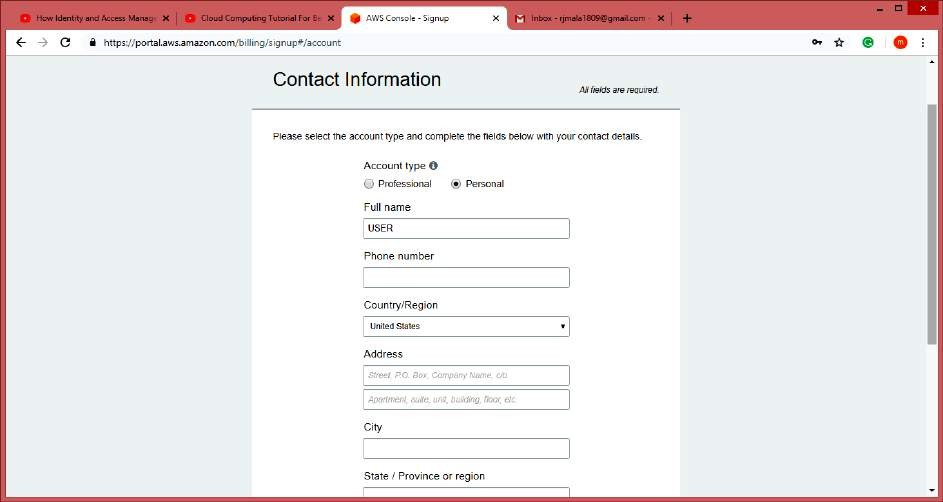 How Identity and Access Manage
Cloud Computing Tutorial For Be
AWS Console - Signup
Inbox - rjmala1809@gmail.com -
https://portal.aws.amazon.com/billing/signup#/account
m
Contact Information
All fields are required.
Please select the account type and complete the fields below with your contact details.
Account type
Professional
Personal
Full name
USER
Phone number
Country/Region
United States
Address
Street, P.O. Box, Company Name, c/o
Apartment, suite, unit, building, floor, etc.
City
State / Province or region